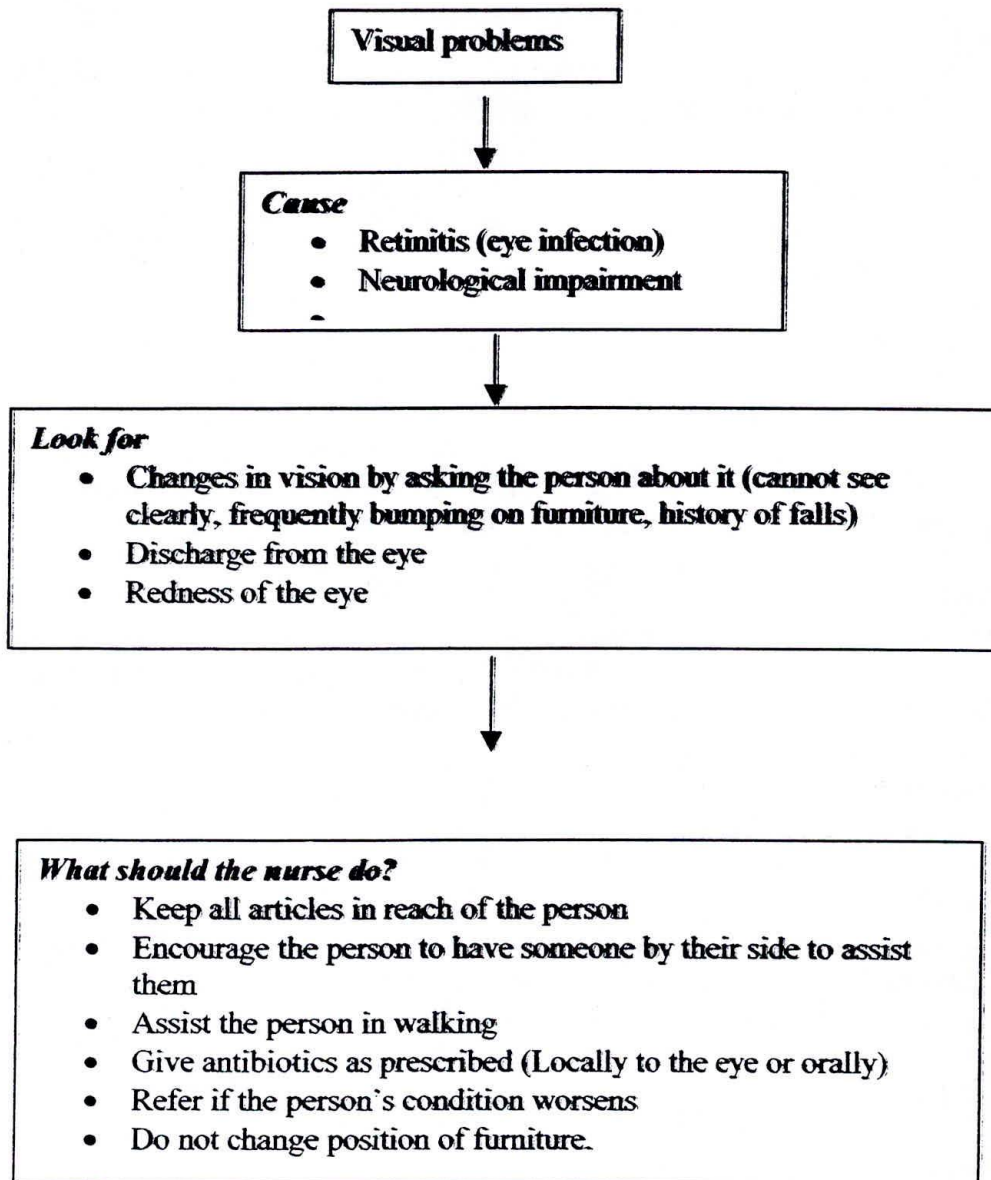 Visual problems
Cause
• Retinitis (eye infection)
• Neurological impairment
•
Look for
• Changes in vision by asking the person about it (cannot see
clearly, frequently bumping on furniture, history of falls)
• Discharge from the eye
• Redness of the eye
What should the nurse do?
• Keep all articles in reach of the person
• Encourage the person to have someone by their side to assist
them
• Assist the person in walking
• Give antibiotics as prescribed (Locally to the eye or orally)
• Refer if the person's condition worsens
• Do not change position of furniture.